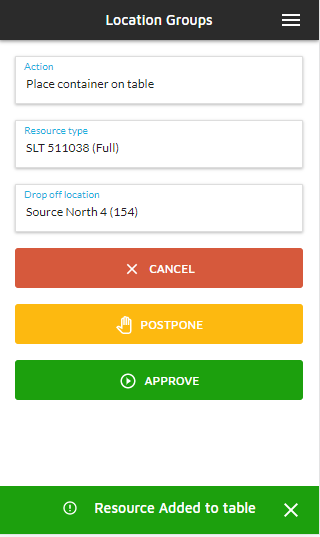 Location Groups
Action
Place container on table
Resource type
SLT 511038 (Full)
Drop off location
Source North 4 (154)
CANCEL
POSTPONE
APPROVE
Resource Added to table